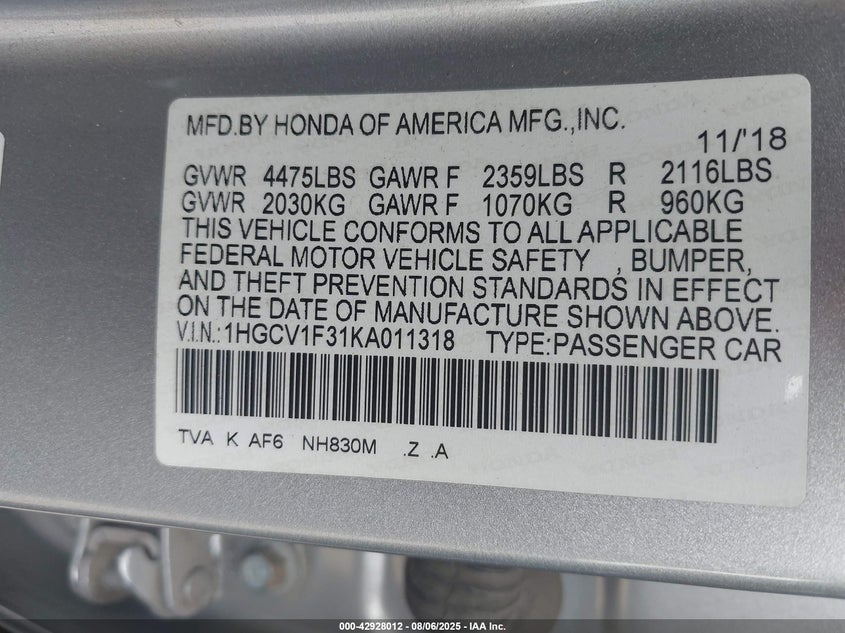 MFD.BY HONDA OF AMERICA MFG.,INC.
11/'18
GVWR 4475LBS GAWR F 2359LBS R 2116LBS
GVWR 2030KG GAWR F 1070KG R 960KG
THIS VEHICLE CONFORMS TO ALL APPLICABLE
FEDERAL MOTOR VEHICLE SAFETY , BUMPER,
AND THEFT PREVENTION STANDARDS IN EFFECT
ON THE DATE OF MANUFACTURE SHOWN ABOVE.
V.I.N.:1HGCV1F31KA011318 TYPE:PASSENGER CAR
TVA K AF6 NH830M .Z .A
000-42928012 - 08/06/2025 - IAA Inc.